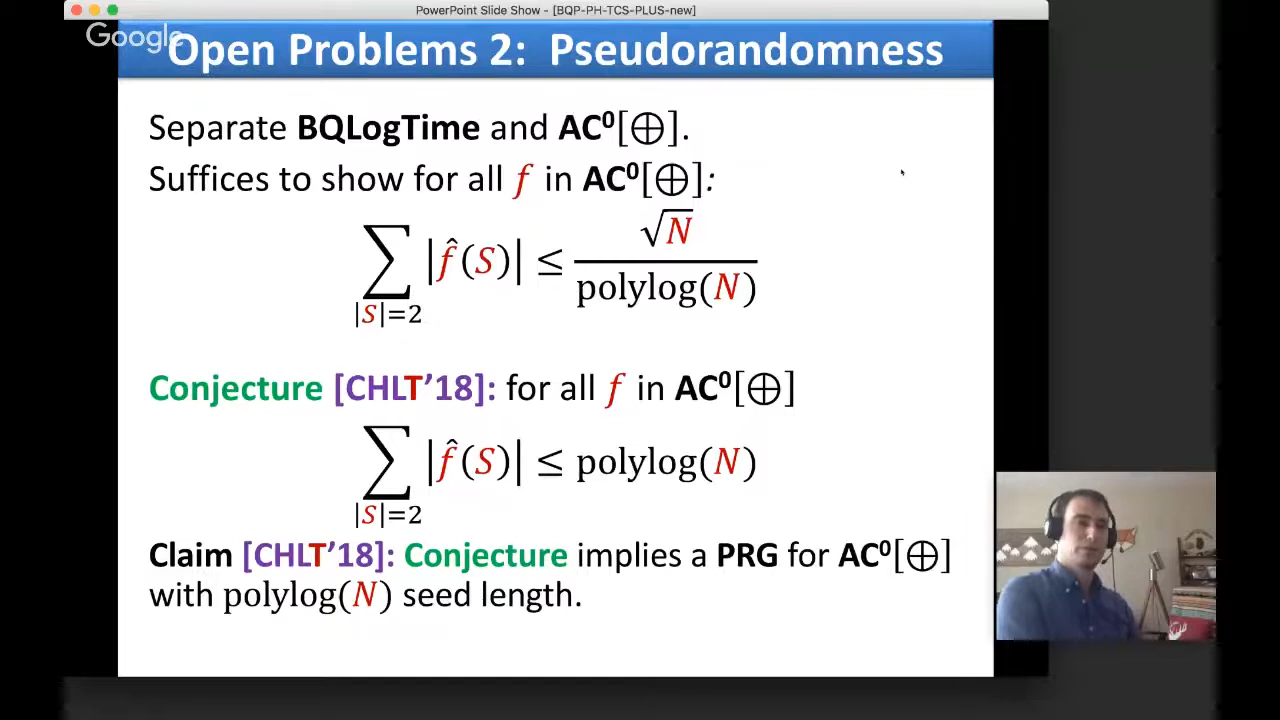 PowerPoint Slide Show - [BQP-PH-TCS-PLUS-new]
Google
Open Problems 2: Pseudorandomness
Separate BQLogTime and AC⁰[⊕].
Suffices to show for all f in AC⁰[⊕]:
∑_{|S|=2} |f̂(S)| ≤ √N / polylog(N)
Conjecture [CHLT'18]: for all f in AC⁰[⊕]
∑_{|S|=2} |f̂(S)| ≤ polylog(N)
Claim [CHLT'18]: Conjecture implies a PRG for AC⁰[⊕]
with polylog(N) seed length.